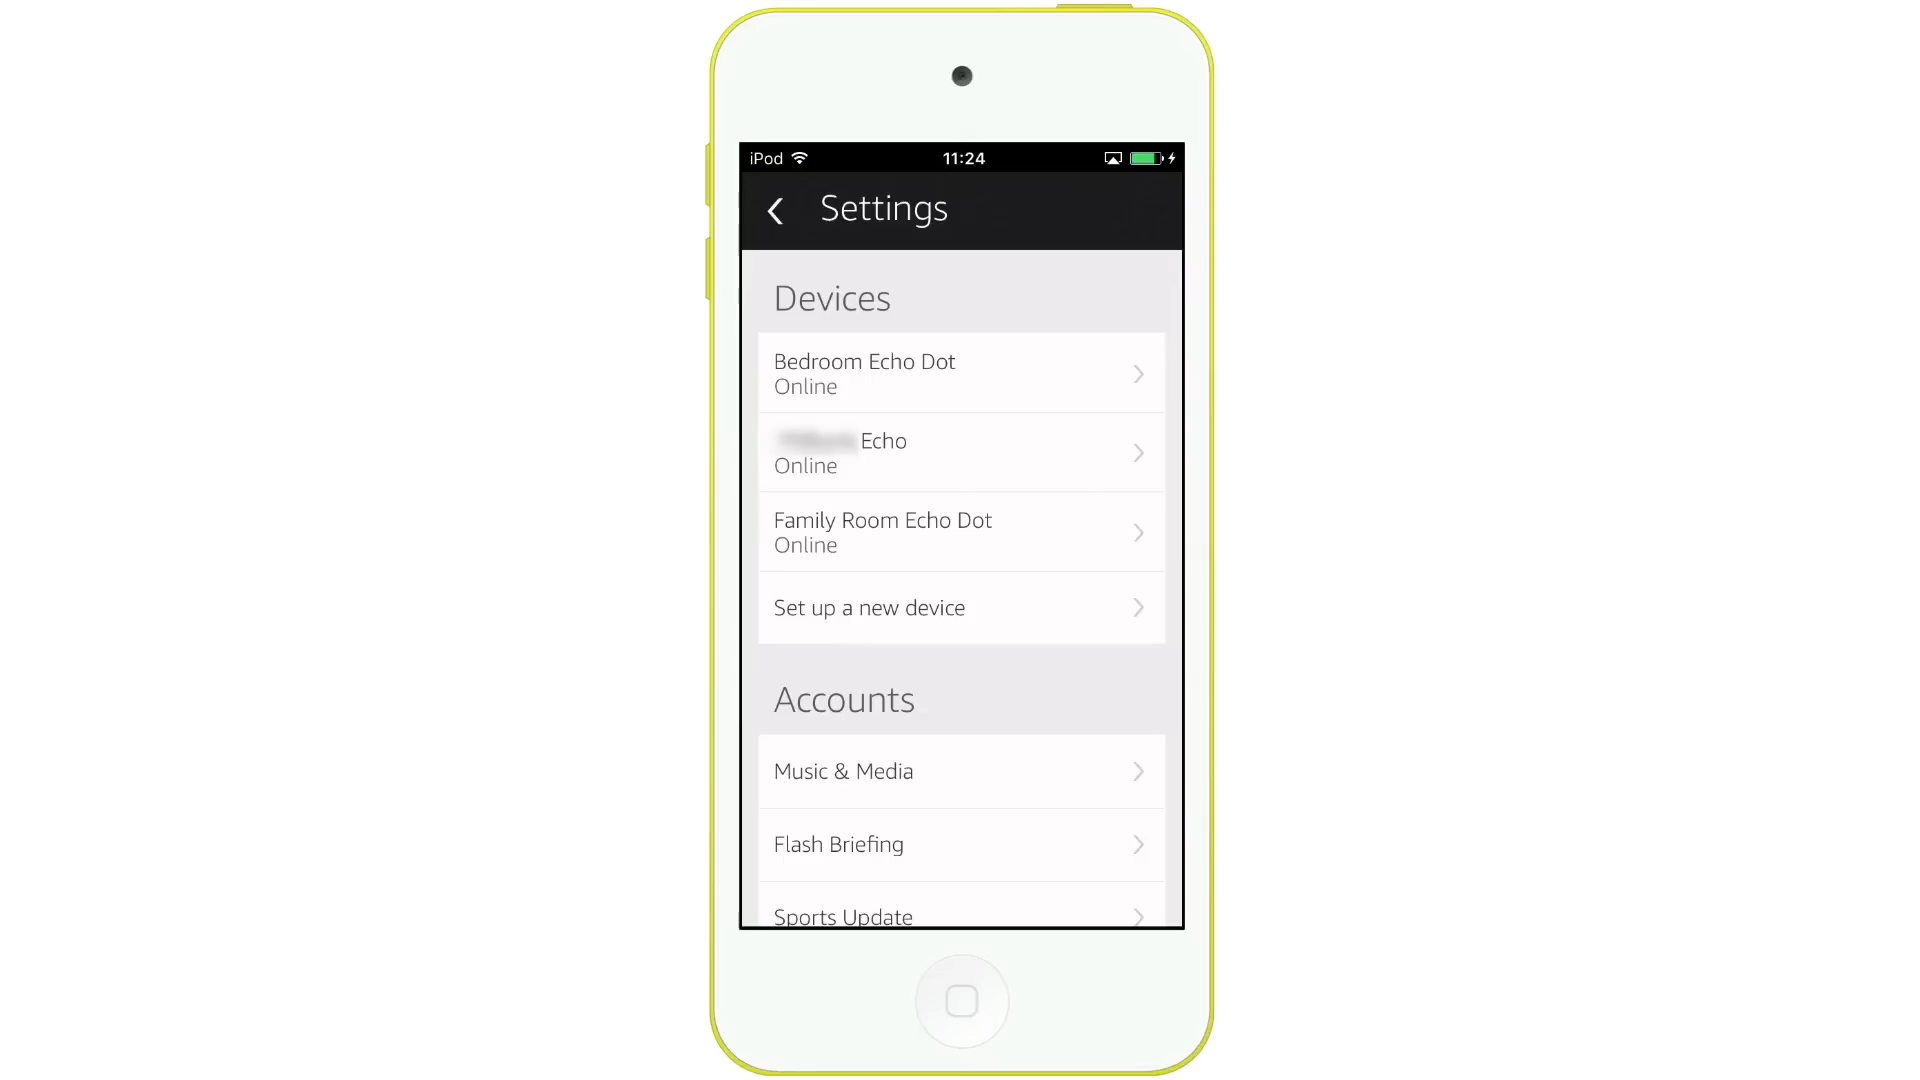 iPod
11:24
Settings
Devices
Bedroom Echo Dot
Online
Echo
Online
Family Room Echo Dot
Online
Set up a new device
Accounts
Music & Media
Flash Briefing
Sports Update